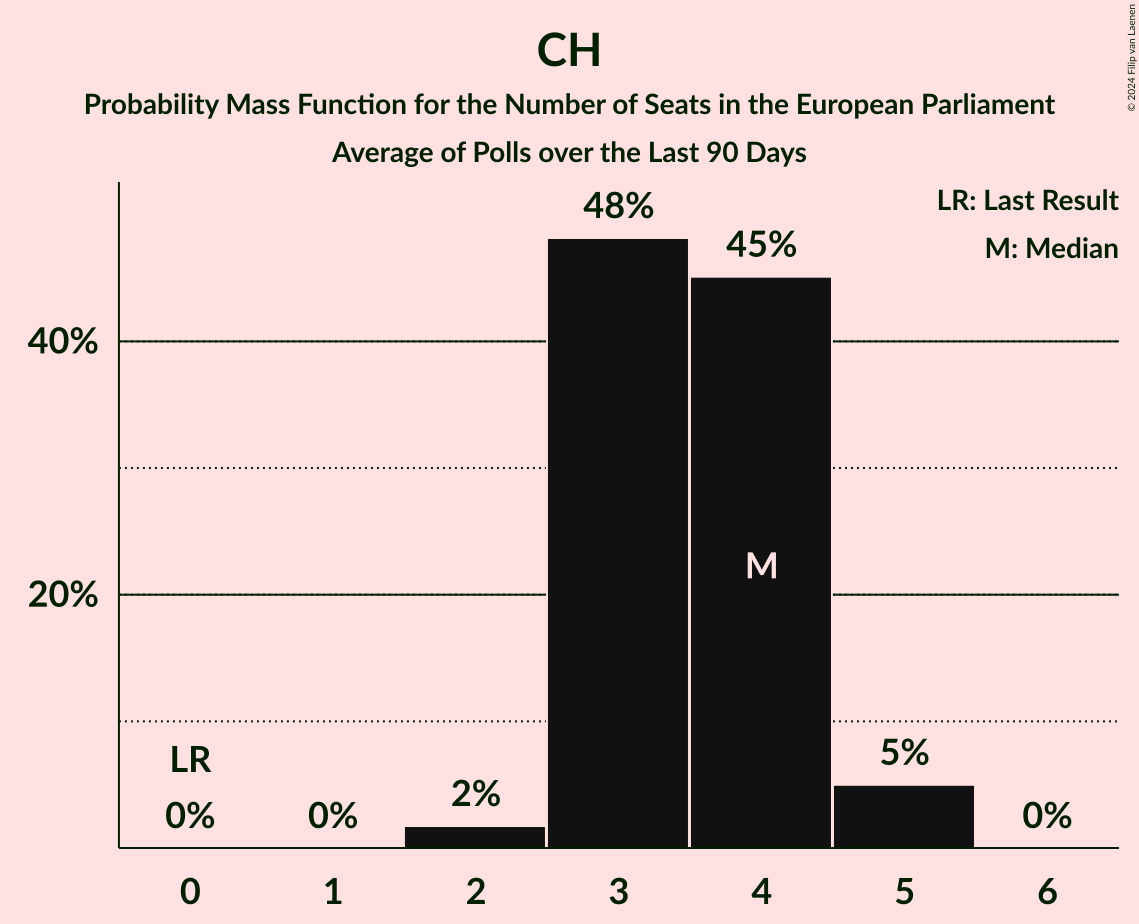 CH
Probability Mass Function for the Number of Seats in the European Parliament
Average of Polls over the Last 90 Days
© 2024 Filip van Laenen
LR: Last Result
M: Median
48%
45%
40%
M
20%
LR
0%
0%
2%
5%
0%
0
1
2
3
4
5
6